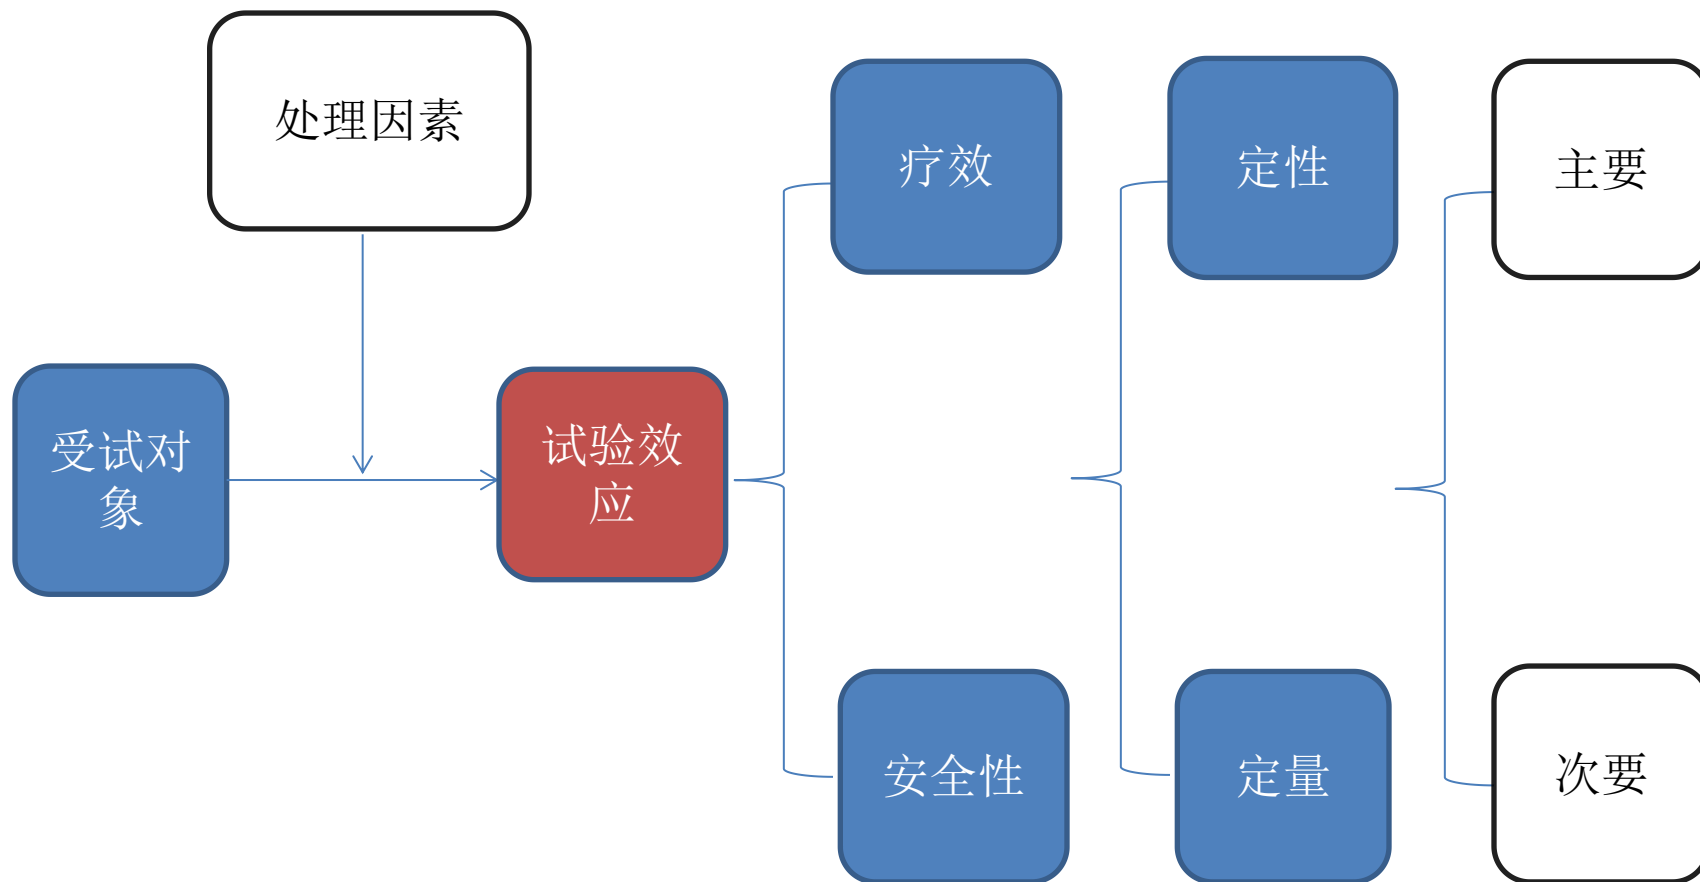 处理因素
疗效
定性
主要
受试对
象
试验效
应
安全性
定量
次要